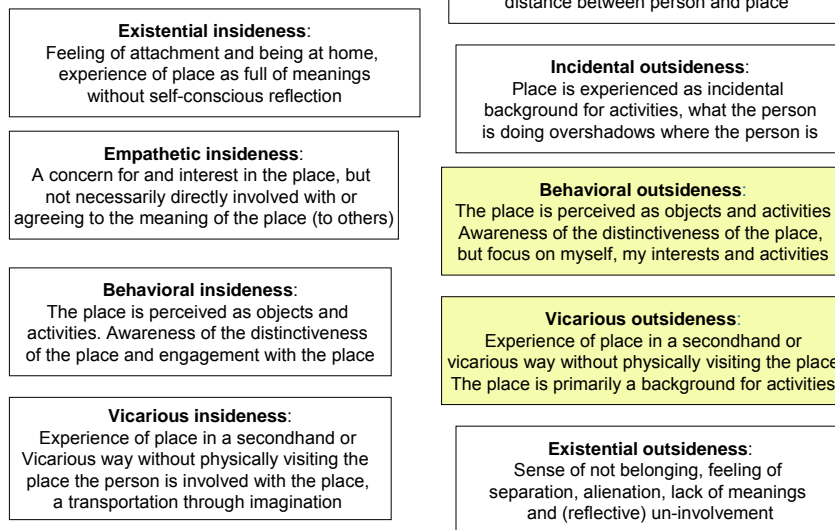 Existential insideness:
Feeling of attachment and being at home,
experience of place as full of meanings
without self-conscious reflection
Empathetic insideness:
A concern for and interest in the place, but
not necessarily directly involved with or
agreeing to the meaning of the place (to others)
Behavioral insideness:
The place is perceived as objects and
activities. Awareness of the distinctiveness
of the place and engagement with the place
Vicarious insideness:
Experience of place in a secondhand or
Vicarious way without physically visiting the
place the person is involved with the place,
a transportation through imagination
distance between person and place
Incidental outsideness:
Place is experienced as incidental
background for activities, what the person
is doing overshadows where the person is
Behavioral outsideness:
The place is perceived as objects and activities
Awareness of the distinctiveness of the place,
but focus on myself, my interests and activities
Vicarious outsideness:
Experience of place in a secondhand or
vicarious way without physically visiting the place
The place is primarily a background for activities
Existential outsideness:
Sense of not belonging, feeling of
separation, alienation, lack of meanings
and (reflective) un-involvement